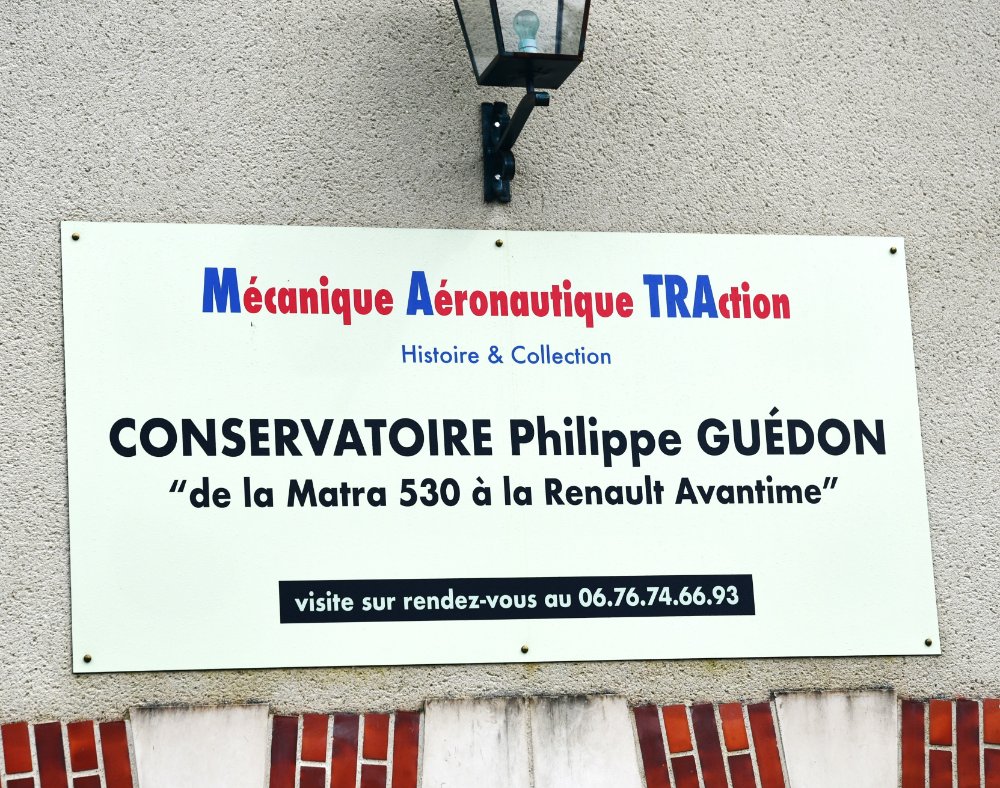 Mécanique Aéronautique TRAction
Histoire & Collection
CONSERVATOIRE Philippe GUÉDON
“de la Matra 530 à la Renault Avantime”
visite sur rendez-vous au 06.76.74.66.93